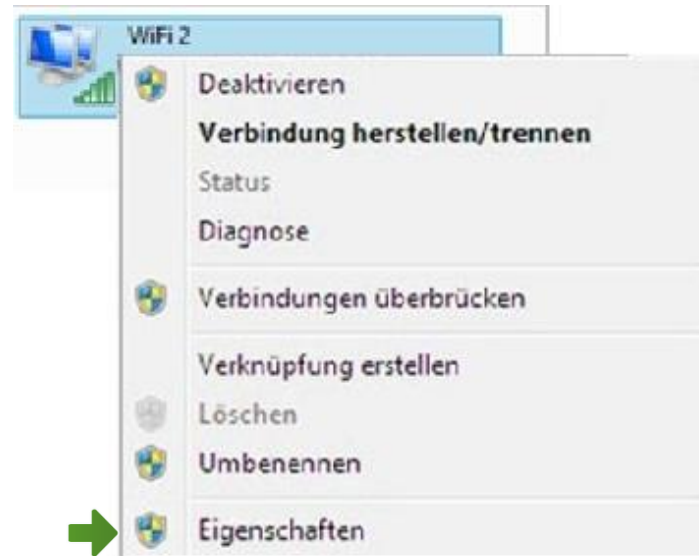 WiFi 2
Deaktivieren
Verbindung herstellen/trennen
Status
Diagnose
Verbindungen überbrücken
Verknüpfung erstellen
Löschen
Umbenennen
Eigenschaften